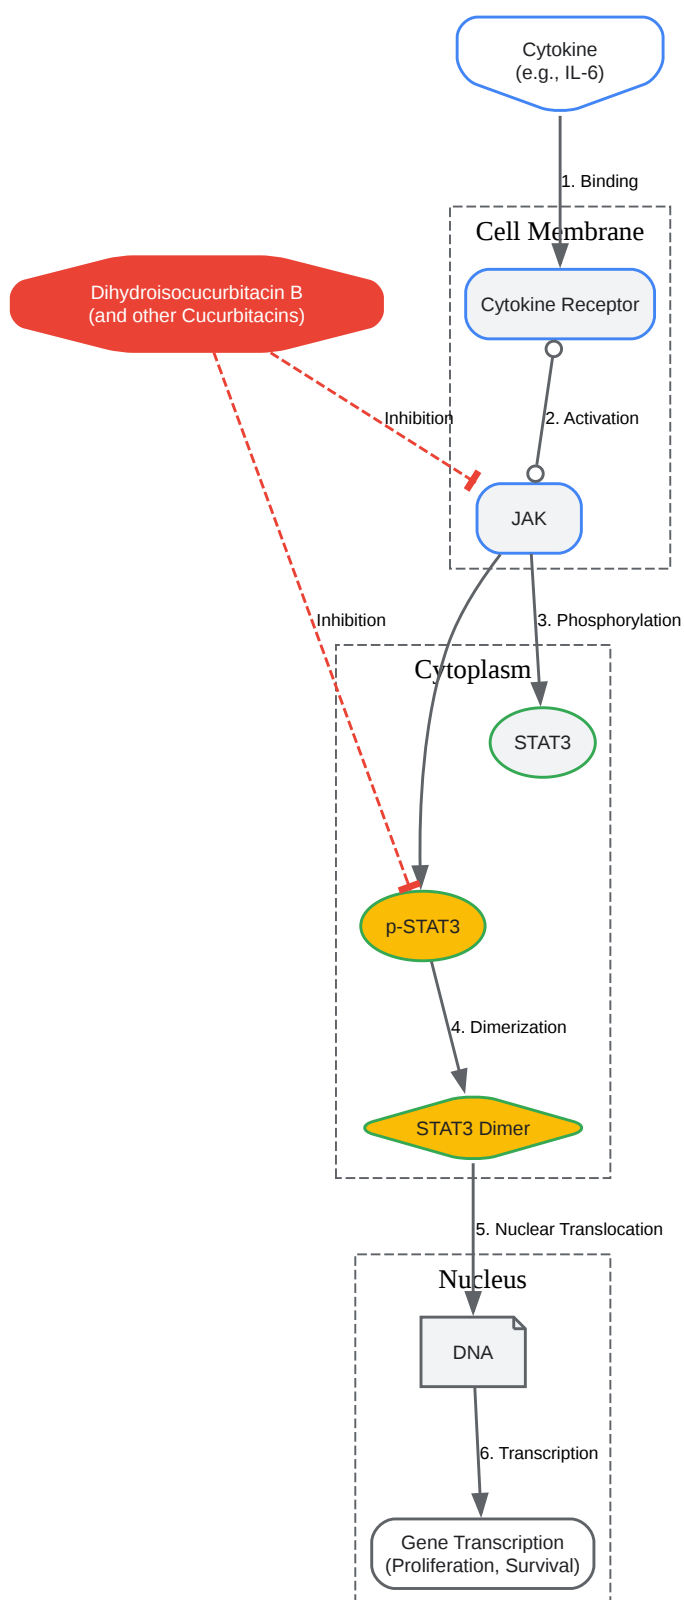 Cytokine
(e.g., IL-6)
1. Binding
Cell Membrane
Dihydroisocucurbitacin B
(and other Cucurbitacins)
Cytokine Receptor
Inhibition
2. Activation
JAK
Inhibition
3. Phosphorylation
Cytoplasm
STAT3
p-STAT3
4. Dimerization
STAT3 Dimer
5. Nuclear Translocation
Nucleus
DNA
6. Transcription
Gene Transcription
(Proliferation, Survival)